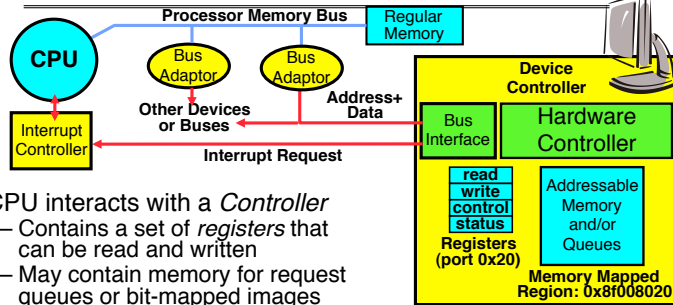 Processor Memory Bus
Regular
Memory
CPU
Bus
Adaptor
Bus
Adaptor
Device
Controller
Address+
Data
Other Devices
or Buses
Interrupt
Controller
Interrupt Request
Bus
Interface
Hardware
Controller
read
write
control
status
Registers
(port 0x20)
Addressable
Memory
and/or
Queues
Memory Mapped
Region: 0x8f008020
CPU interacts with a Controller
– Contains a set of registers that
can be read and written
– May contain memory for request
queues or bit-mapped images